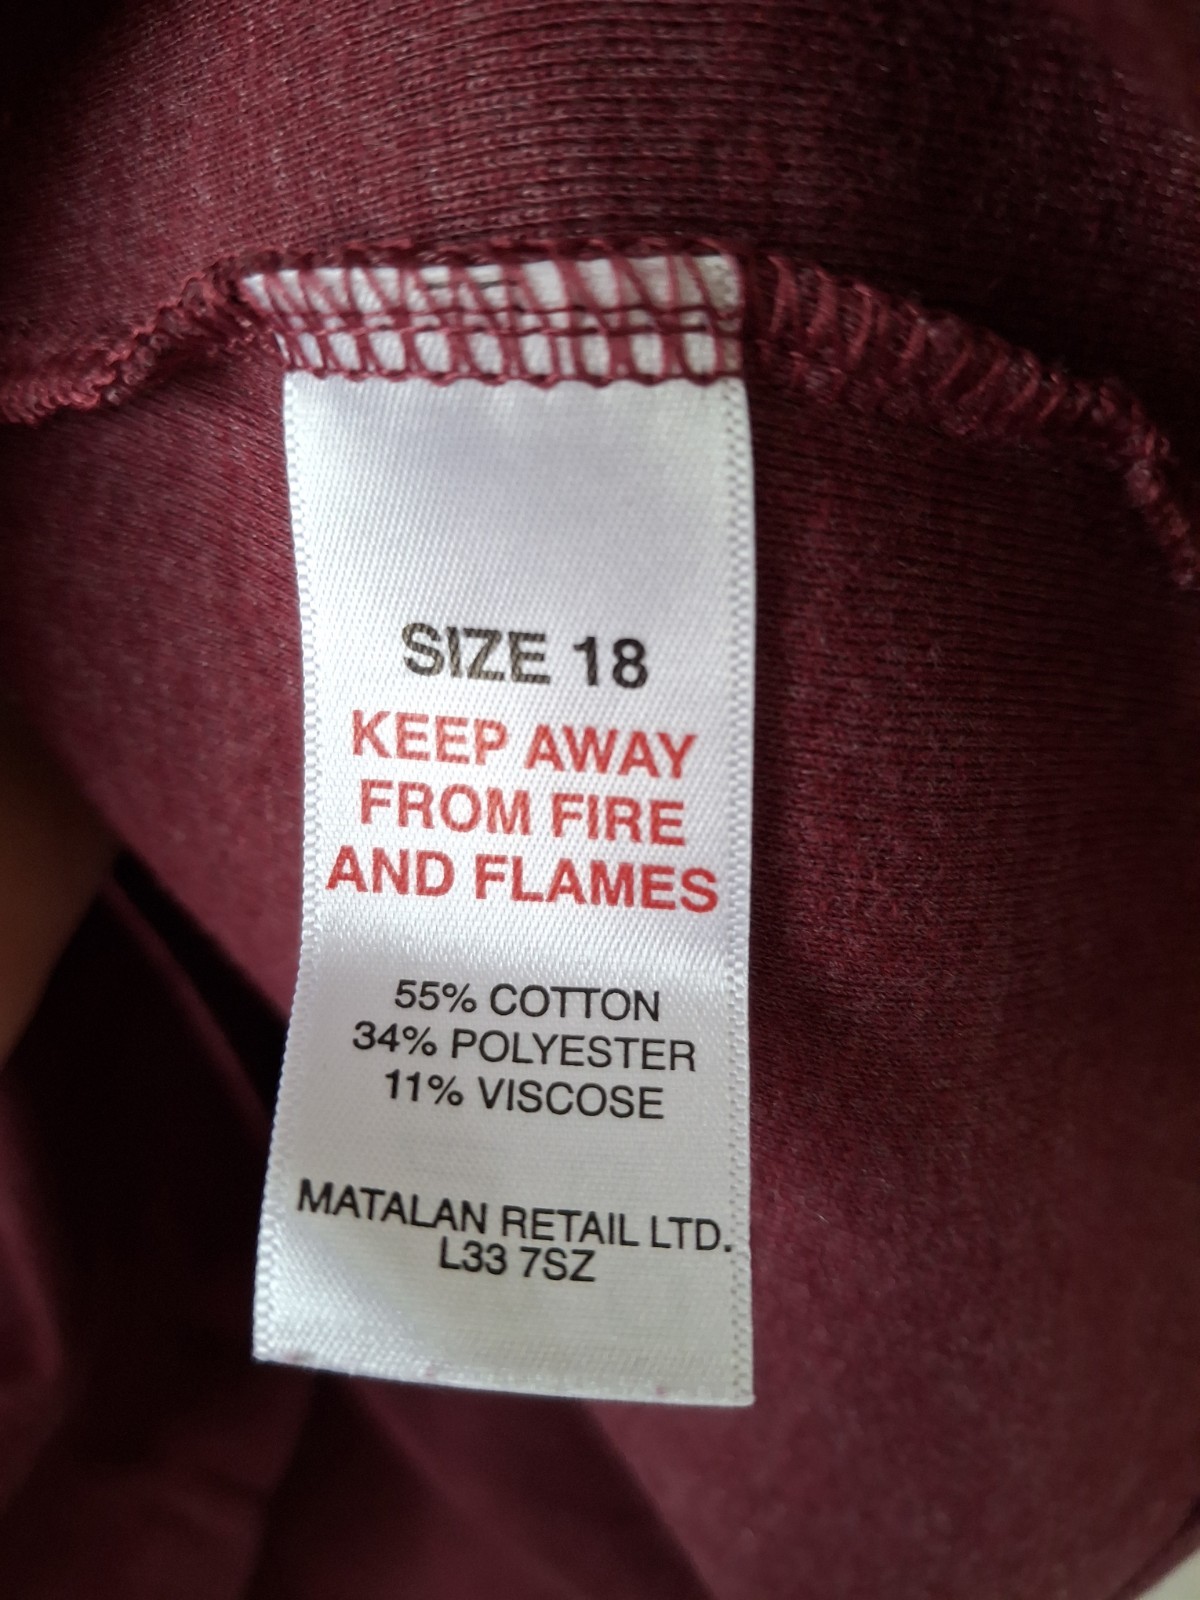 SIZE 18
KEEP AWAY
FROM FIRE
AND FLAMES
55% COTTON
34% POLYESTER
11% VISCOSE
MATALAN RETAIL LTD.
L33 7SZ